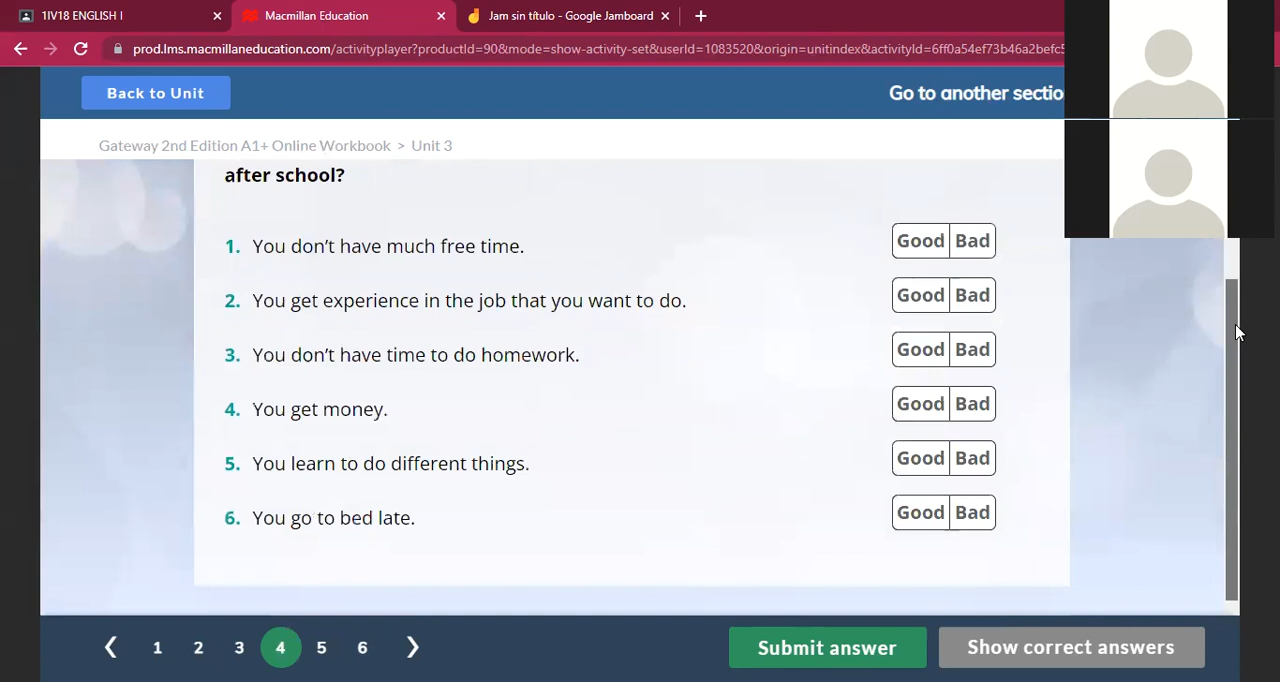 1IV18 ENGLISH I
Macmillan Education
Jam sin título - Google Jamboard
prod.lms.macmillaneducation.com/activityplayer?productId=90&mode=show-activity-set&userId=1083520&origin=unitindex&activityId=6ff0a54ef73b46a2befc5
Back to Unit
Go to another sectio
Gateway 2nd Edition A1+ Online Workbook > Unit 3
after school?
1. You don't have much free time. Good Bad
2. You get experience in the job that you want to do. Good Bad
3. You don't have time to do homework. Good Bad
4. You get money. Good Bad
5. You learn to do different things. Good Bad
6. You go to bed late. Good Bad
1 2 3 4 5 6
Submit answer
Show correct answers